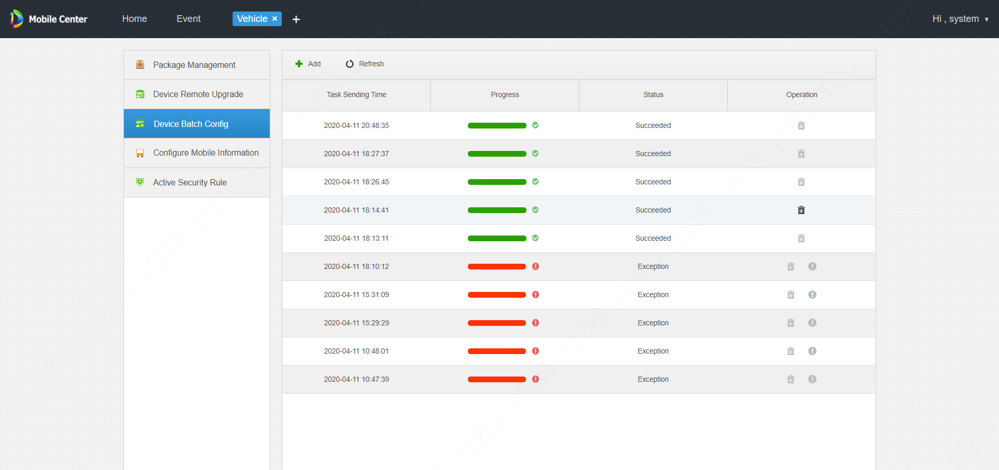 Mobile Center Home Event Vehicle × + Hi , system ▼
Package Management
Device Remote Upgrade
Device Batch Config
Configure Mobile Information
Active Security Rule
Add Refresh
Task Sending Time Progress Status Operation
2020-04-11 20:48:35 Succeeded
2020-04-11 18:27:37 Succeeded
2020-04-11 18:26:45 Succeeded
2020-04-11 18:14:41 Succeeded
2020-04-11 18:13:11 Succeeded
2020-04-11 18:10:12 Exception
2020-04-11 15:31:09 Exception
2020-04-11 15:29:29 Exception
2020-04-11 10:48:01 Exception
2020-04-11 10:47:39 Exception
11215